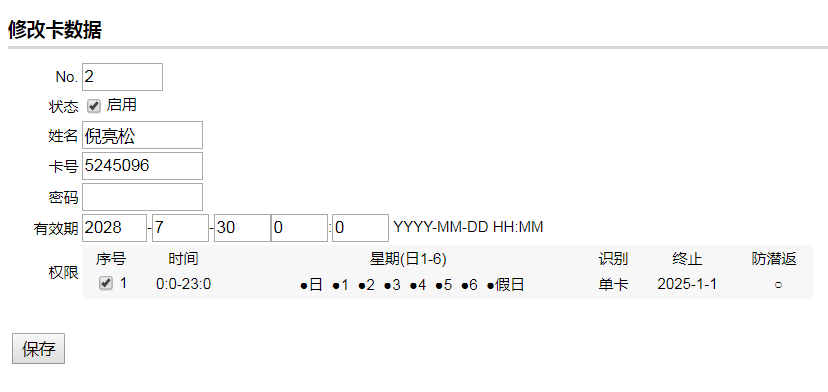 修改卡数据
No. 2
状态 启用
姓名 倪亮松
卡号 5245096
密码
有效期 2028 - 7 - 30 0 : 0 YYYY-MM-DD HH:MM
权限 序号 时间 星期(日1-6) 识别 终止 防潜返
1 0:0-23:0 ●日 ●1 ●2 ●3 ●4 ●5 ●6 ●假日 单卡 2025-1-1 ○
保存